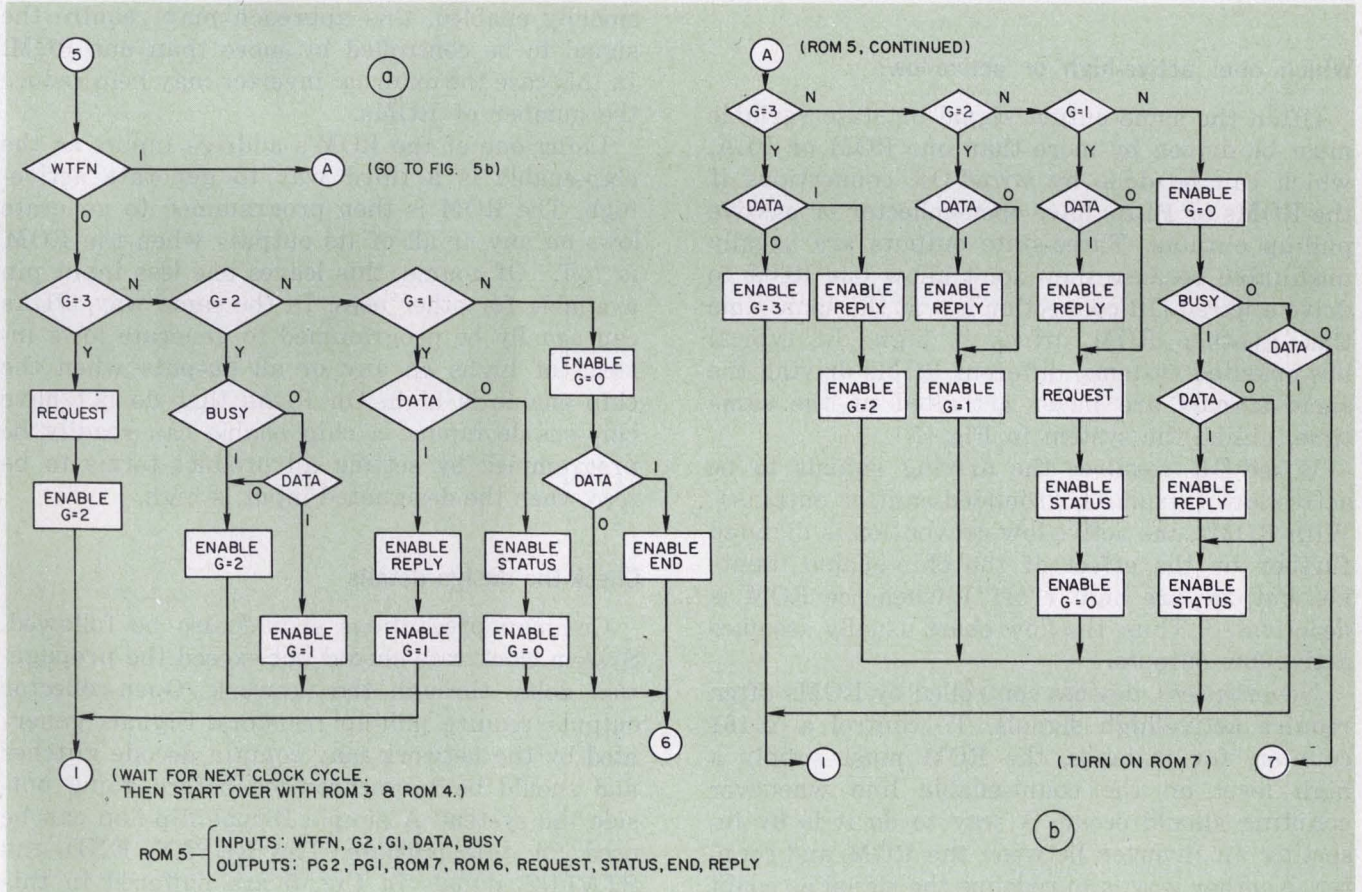 5
a
WTFN
1
A
(GO TO FIG. 5b)
0
G=3
N
G=2
N
G=1
N
Y
Y
Y
ENABLE
G=0
REQUEST
BUSY
0
DATA
0
1
0
DATA
1
DATA
1
ENABLE
G=2
1
0
ENABLE
G=2
ENABLE
REPLY
ENABLE
STATUS
ENABLE
END
ENABLE
G=1
ENABLE
G=1
ENABLE
G=0
6
1
(WAIT FOR NEXT CLOCK CYCLE.
THEN START OVER WITH ROM 3 & ROM 4.)
ROM 5
INPUTS: WTFN, G2, G1, DATA, BUSY
OUTPUTS: PG2, PG1, ROM7, ROM6, REQUEST, STATUS, END, REPLY
A
(ROM 5, CONTINUED)
G=3
N
G=2
N
G=1
N
Y
Y
Y
ENABLE
G=0
DATA
1
DATA
0
DATA
0
0
1
1
ENABLE
G=3
ENABLE
REPLY
ENABLE
REPLY
ENABLE
REPLY
BUSY
0
1
DATA
0
1
ENABLE
G=2
ENABLE
G=1
REQUEST
DATA
0
1
ENABLE
STATUS
ENABLE
REPLY
ENABLE
G=0
ENABLE
STATUS
1
(TURN ON ROM 7)
7
b